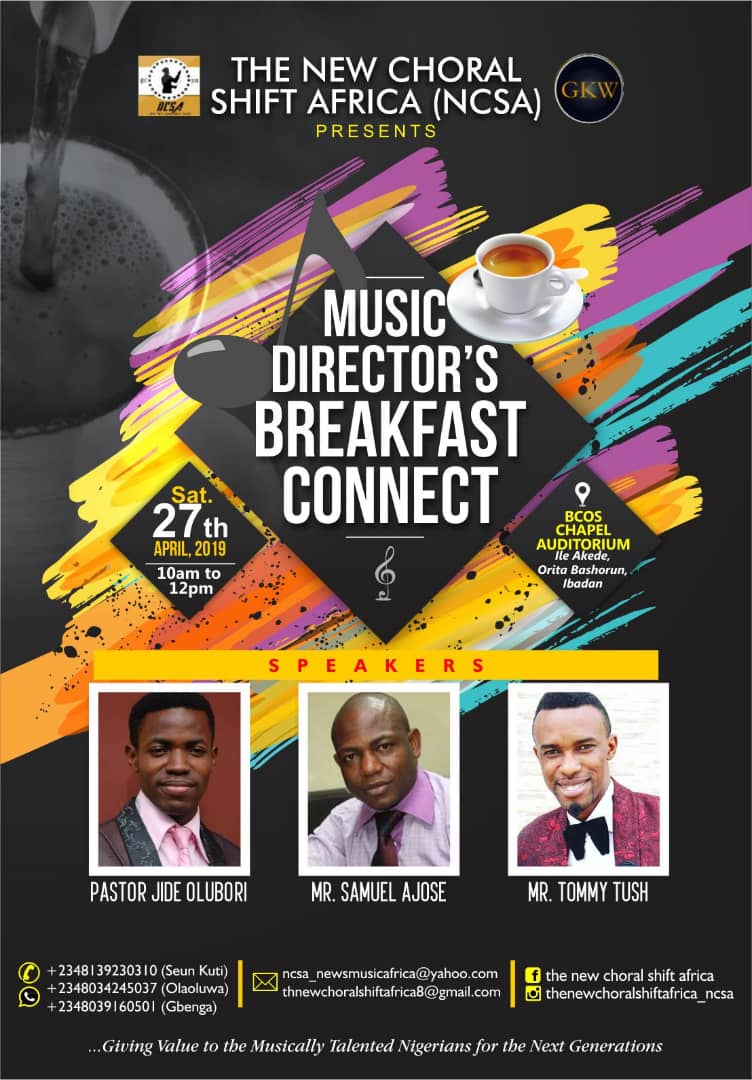 NCSA
THE NEW CHORAL
SHIFT AFRICA (NCSA)
GKW
PRESENTS
MUSIC
DIRECTOR'S
BREAKFAST
CONNECT
Sat.
27th
APRIL, 2019
10am to
12pm
BCOS
CHAPEL
AUDITORIUM
Ile Akede,
Orita Bashorun,
Ibadan
SPEAKERS
PASTOR JIDE OLUBORI
MR. SAMUEL AJOSE
MR. TOMMY TUSH
+2348139230310 (Seun Kuti)
+2348034245037 (Olaoluwa)
+2348039160501 (Gbenga)
ncsa_newsmusicafrica@yahoo.com
thnewchoralshiftafrica8@gmail.com
the new choral shift africa
thenewchoralshiftafrica_ncsa
...Giving Value to the Musically Talented Nigerians for the Next Generations